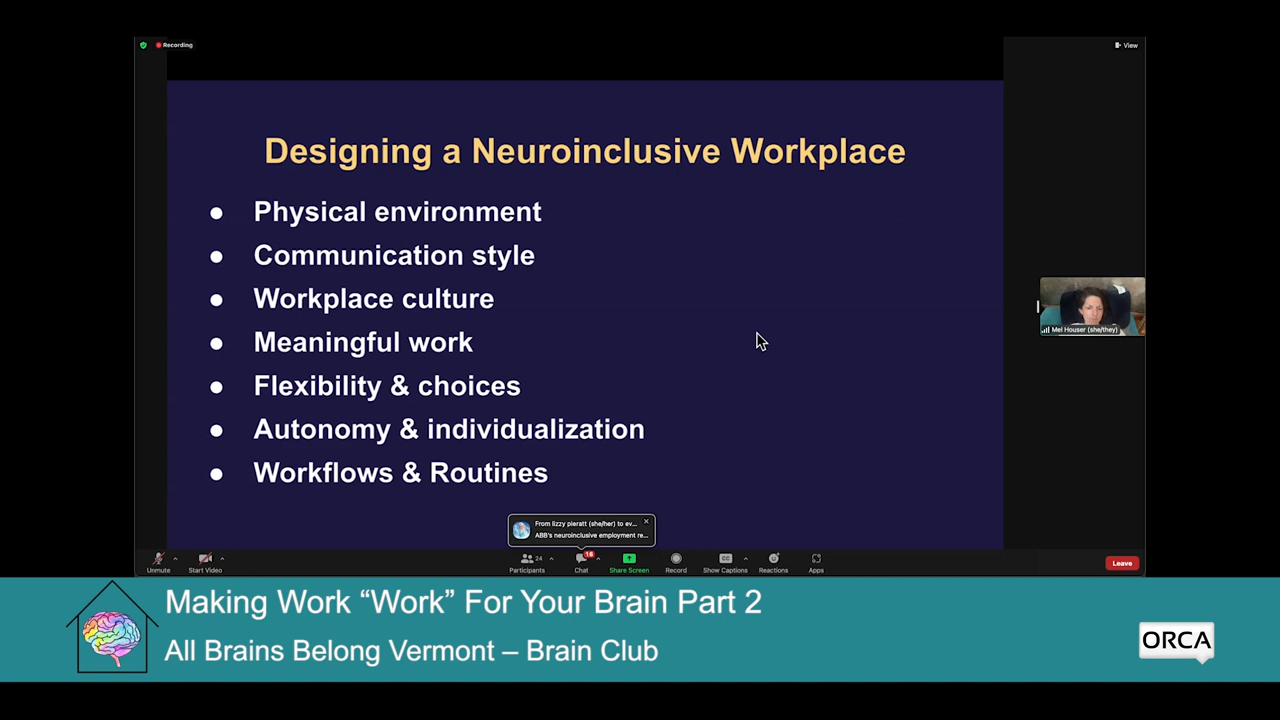 Recording
View
Designing a Neuroinclusive Workplace
● Physical environment
● Communication style
● Workplace culture
● Meaningful work
● Flexibility & choices
● Autonomy & individualization
● Workflows & Routines
Mel Houser (she/they)
From lizzy pieratt (she/her) to ev...
ABB's neuroinclusive employment re...
Unmute
Start Video
24
Participants
16
Chat
Share Screen
Record
CC
Show Captions
Reactions
Apps
Leave
Making Work “Work” For Your Brain Part 2
All Brains Belong Vermont – Brain Club
ORCA